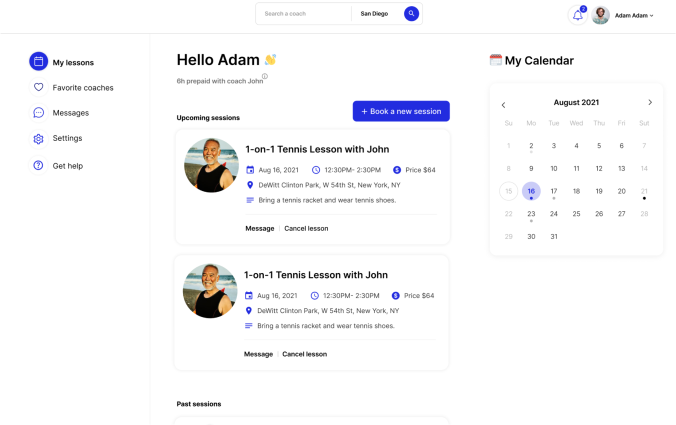 Search a coach
San Diego
2
Adam Adam
My lessons
Favorite coaches
Messages
Settings
Get help
Hello Adam
6h prepaid with coach John
Upcoming sessions
+ Book a new session
1-on-1 Tennis Lesson with John
Aug 16, 2021 12:30PM- 2:30PM Price $64
DeWitt Clinton Park, W 54th St, New York, NY
Bring a tennis racket and wear tennis shoes.
Message Cancel lesson
1-on-1 Tennis Lesson with John
Aug 16, 2021 12:30PM- 2:30PM Price $64
DeWitt Clinton Park, W 54th St, New York, NY
Bring a tennis racket and wear tennis shoes.
Message Cancel lesson
Past sessions
My Calendar
August 2021
Su Mo Tue Wed Thu Fri Sut
1 2 3 4 5 6 7
8 9 10 11 12 13 14
15 16 17 18 19 20 21
22 23 24 25 26 27 28
29 30 31